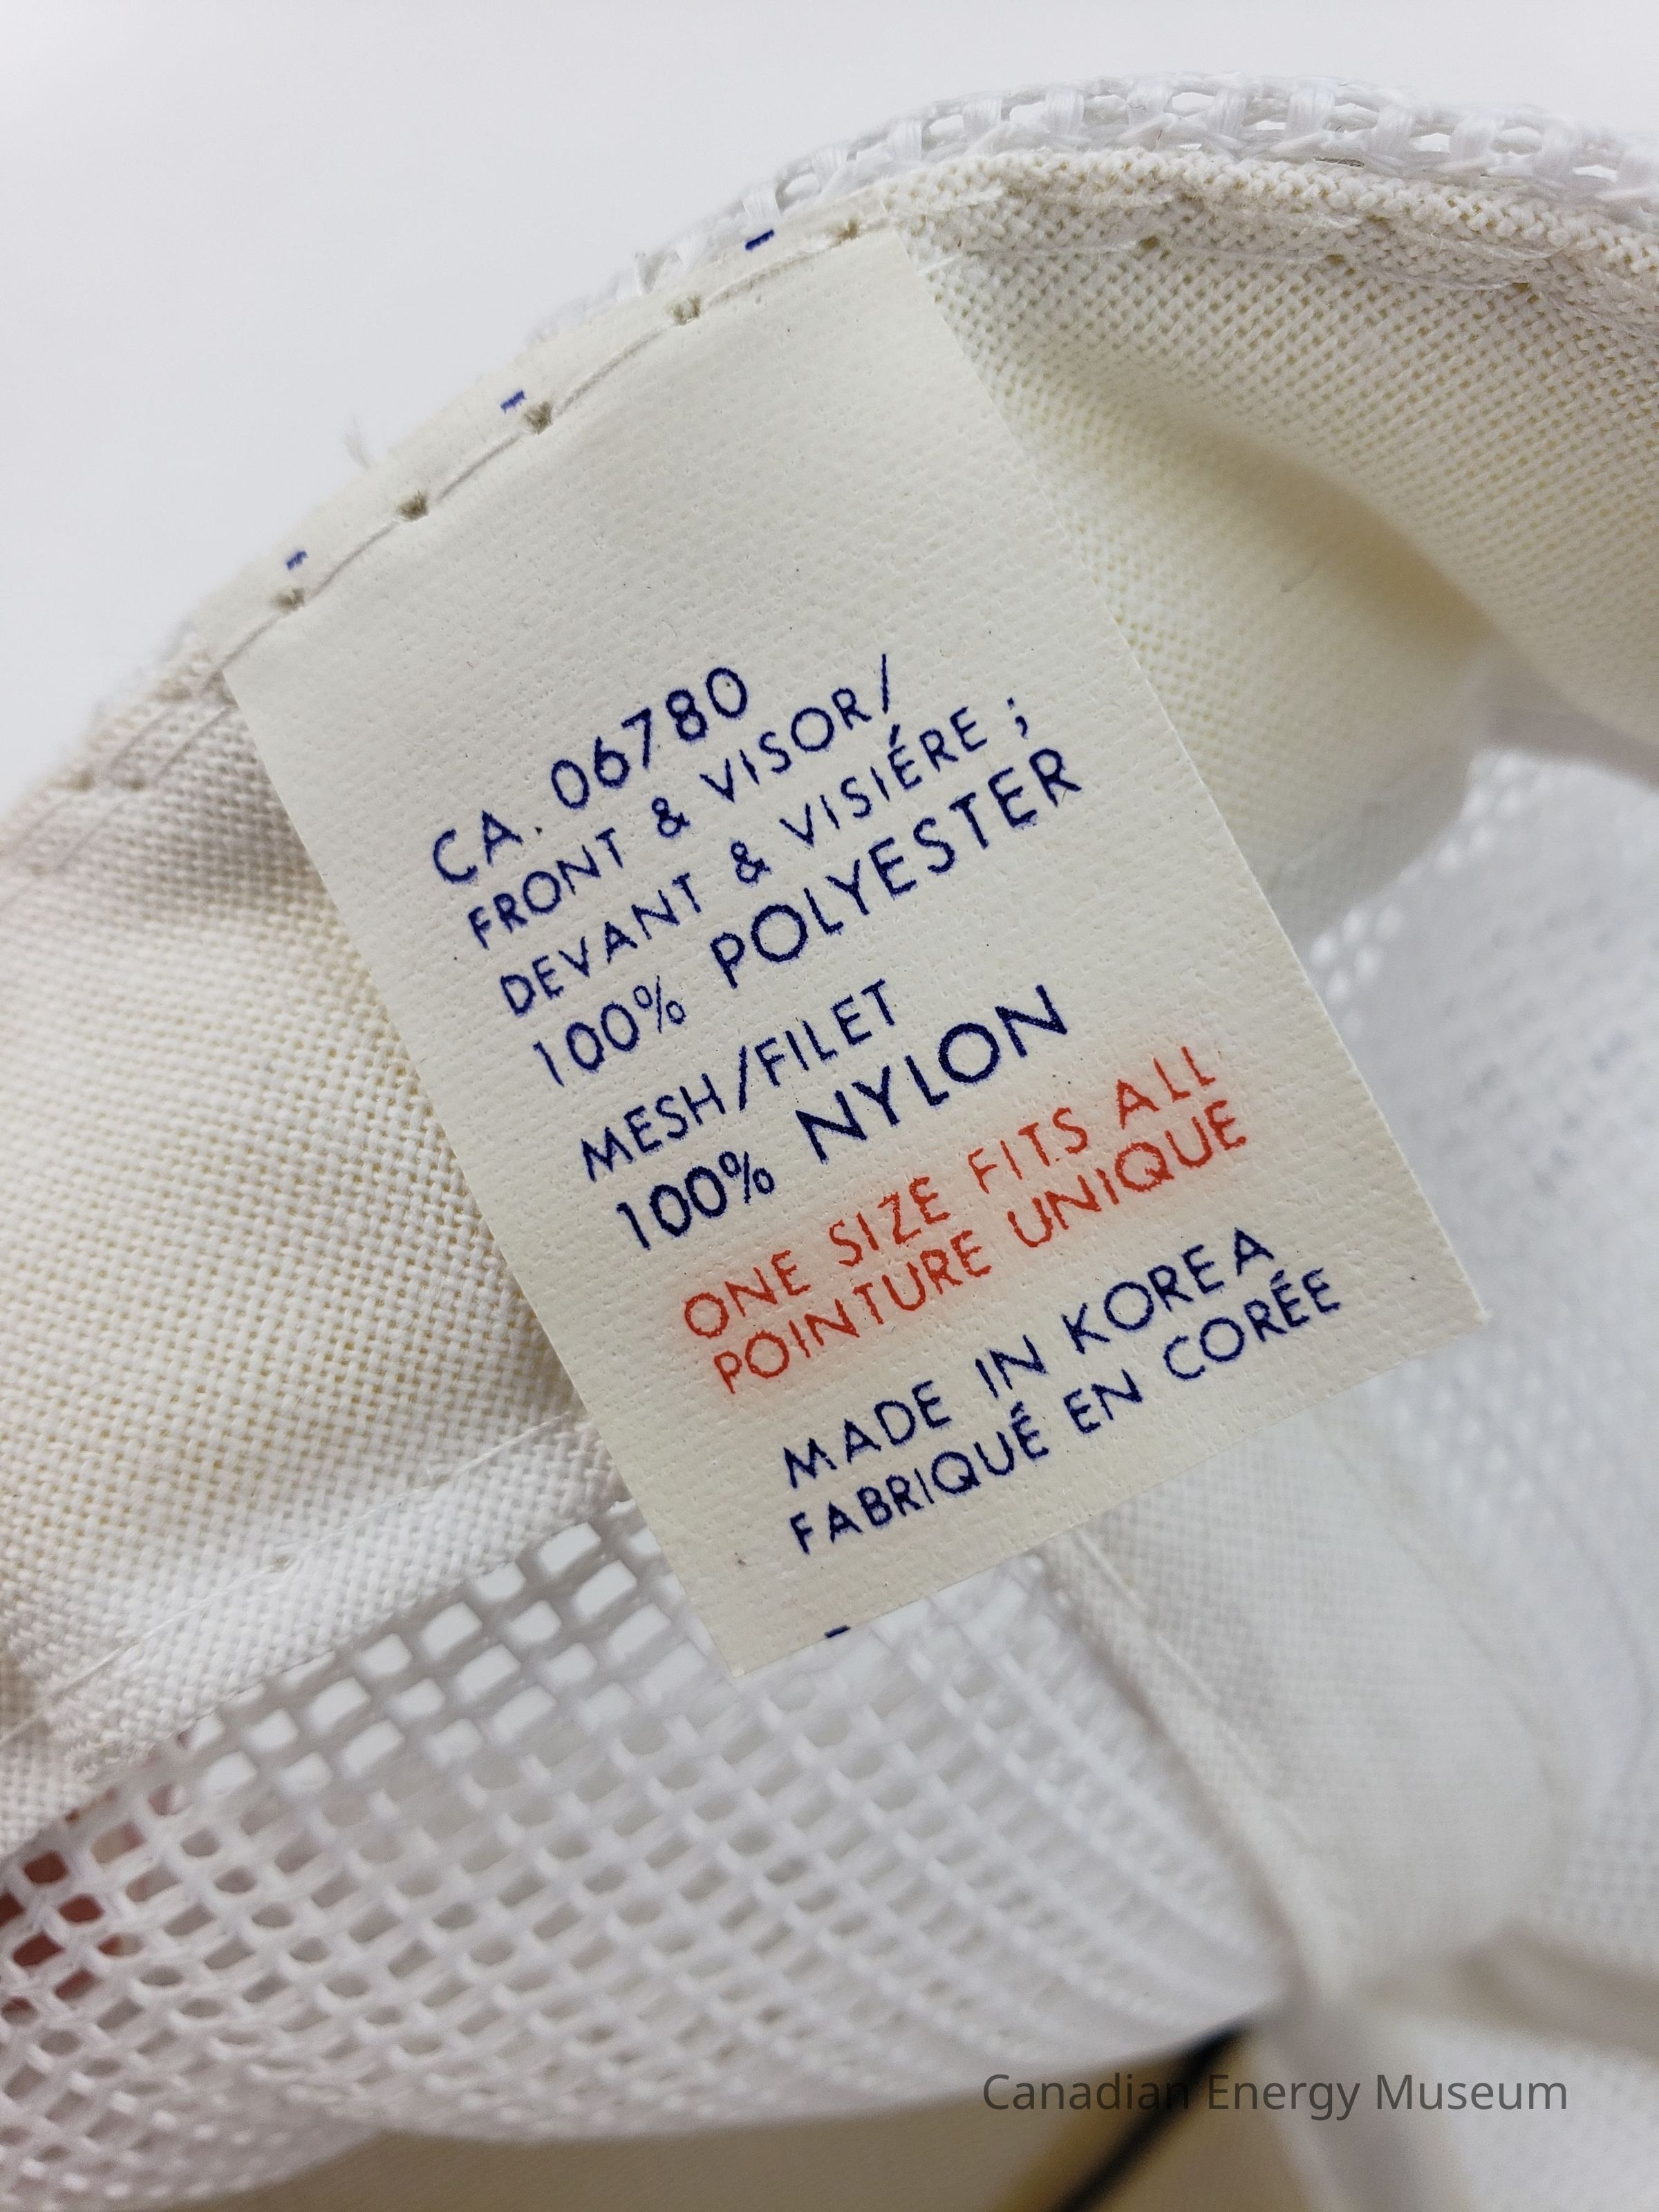 CA. 06780
FRONT & VISOR/
DEVANT & VISIÉRE ;
100% POLYESTER
MESH/FILET
100% NYLON
ONE SIZE FITS ALL
POINTURE UNIQUE
MADE IN KOREA
FABRIQUÉ EN CORÉE
Canadian Energy Museum